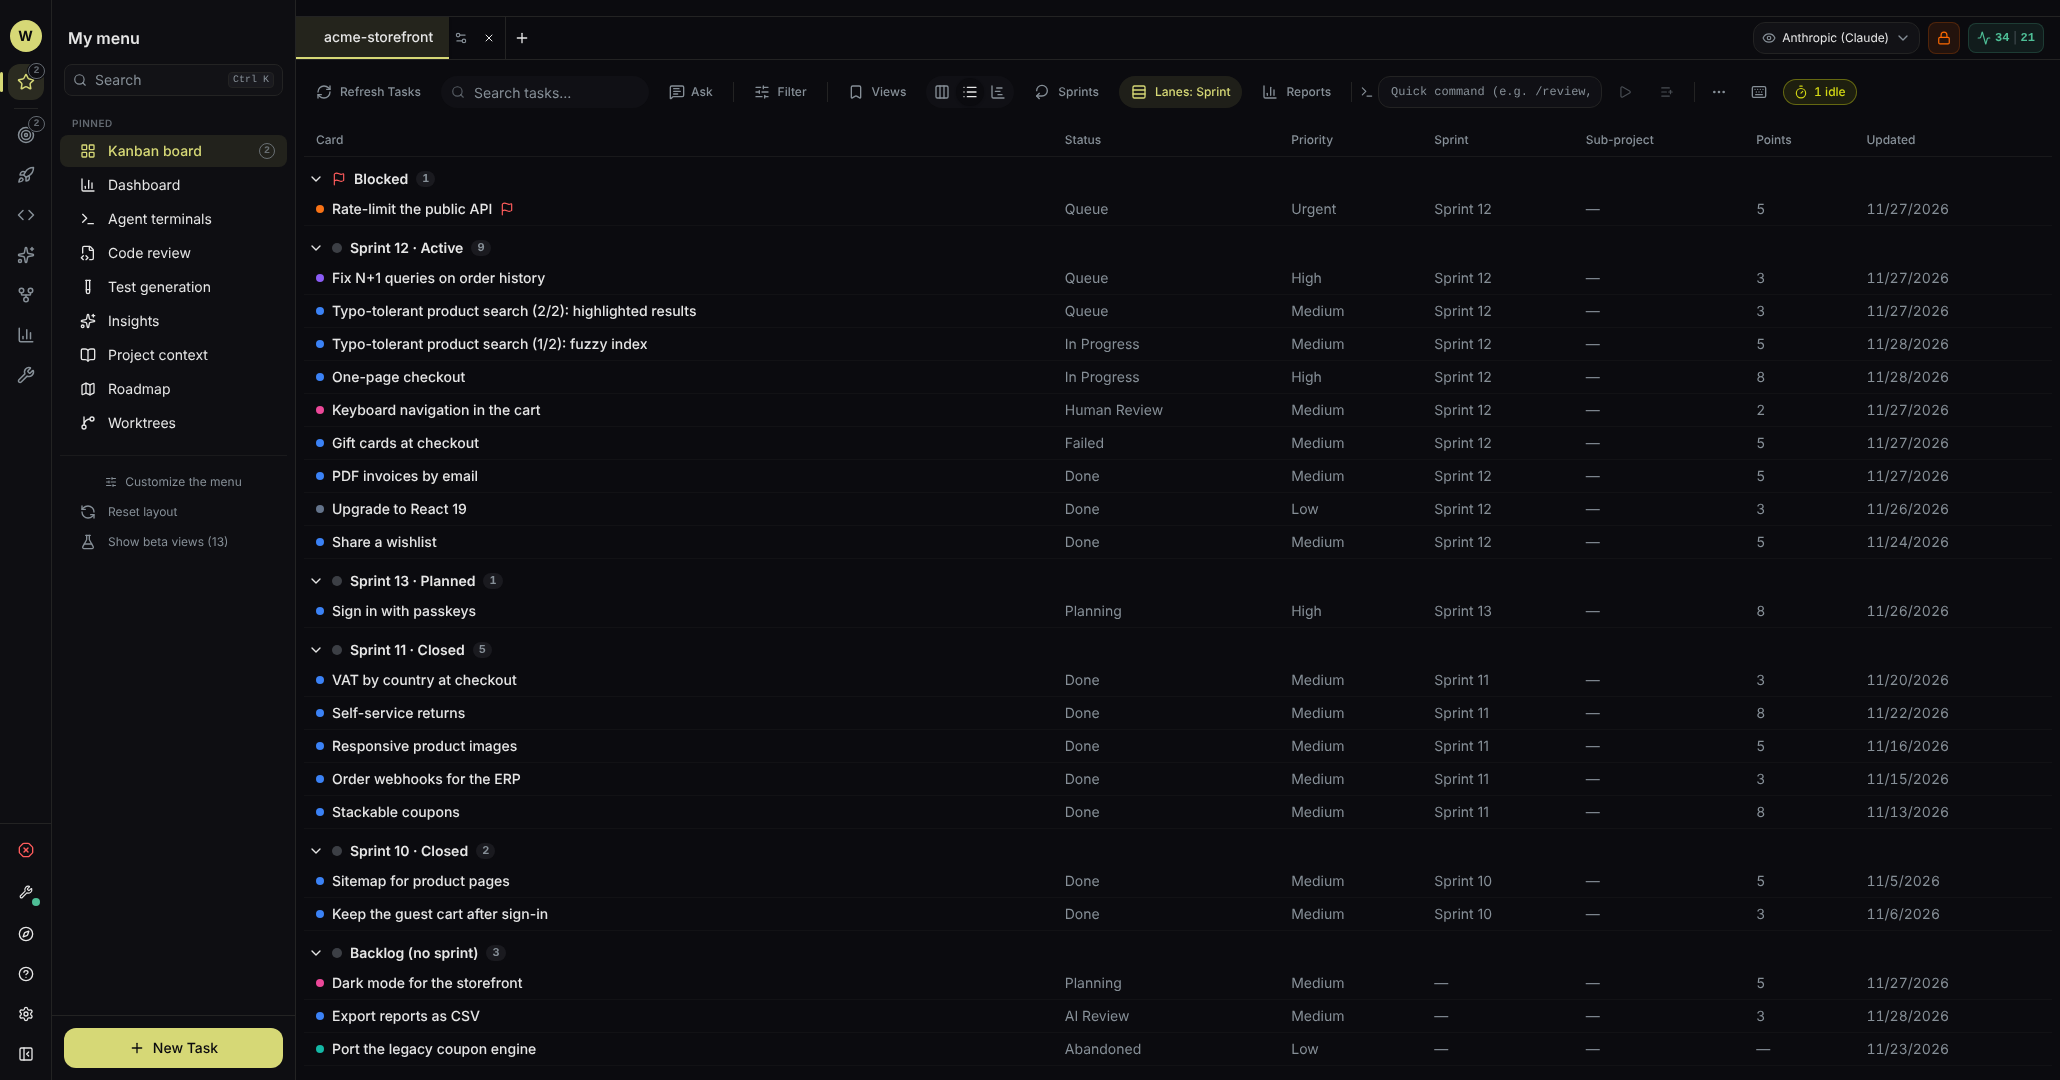 W
My menu
acme-storefront
Anthropic (Claude)
34 21
2
Search Ctrl K
Refresh Tasks Search tasks... Ask Filter Views Sprints Lanes: Sprint Reports Quick command (e.g. /review, 1 idle
PINNED
2
Card Status Priority Sprint Sub-project Points Updated
Kanban board 2
Dashboard
Agent terminals
Code review
Test generation
Insights
Project context
Roadmap
Worktrees
Customize the menu
Reset layout
Show beta views (13)
New Task
Blocked 1
Rate-limit the public API Queue Urgent Sprint 12 — 5 11/27/2026
Sprint 12 · Active 9
Fix N+1 queries on order history Queue High Sprint 12 — 3 11/27/2026
Typo-tolerant product search (2/2): highlighted results Queue Medium Sprint 12 — 3 11/27/2026
Typo-tolerant product search (1/2): fuzzy index In Progress Medium Sprint 12 — 5 11/28/2026
One-page checkout In Progress High Sprint 12 — 8 11/28/2026
Keyboard navigation in the cart Human Review Medium Sprint 12 — 2 11/27/2026
Gift cards at checkout Failed Medium Sprint 12 — 5 11/27/2026
PDF invoices by email Done Medium Sprint 12 — 5 11/27/2026
Upgrade to React 19 Done Low Sprint 12 — 3 11/26/2026
Share a wishlist Done Medium Sprint 12 — 5 11/24/2026
Sprint 13 · Planned 1
Sign in with passkeys Planning High Sprint 13 — 8 11/26/2026
Sprint 11 · Closed 5
VAT by country at checkout Done Medium Sprint 11 — 3 11/20/2026
Self-service returns Done Medium Sprint 11 — 8 11/22/2026
Responsive product images Done Medium Sprint 11 — 5 11/16/2026
Order webhooks for the ERP Done Medium Sprint 11 — 3 11/15/2026
Stackable coupons Done Medium Sprint 11 — 8 11/13/2026
Sprint 10 · Closed 2
Sitemap for product pages Done Medium Sprint 10 — 5 11/5/2026
Keep the guest cart after sign-in Done Medium Sprint 10 — 3 11/6/2026
Backlog (no sprint) 3
Dark mode for the storefront Planning Medium — — 5 11/27/2026
Export reports as CSV AI Review Medium — — 3 11/28/2026
Port the legacy coupon engine Abandoned Low — — — 11/23/2026